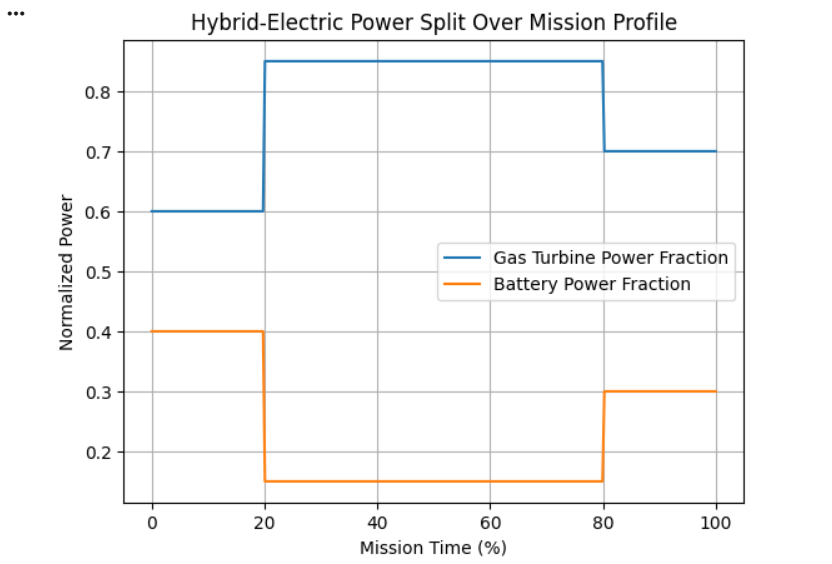 ...
Hybrid-Electric Power Split Over Mission Profile
0.8
0.7
0.6
0.5
0.4
0.3
0.2
Normalized Power
Gas Turbine Power Fraction
Battery Power Fraction
0 20 40 60 80 100
Mission Time (%)